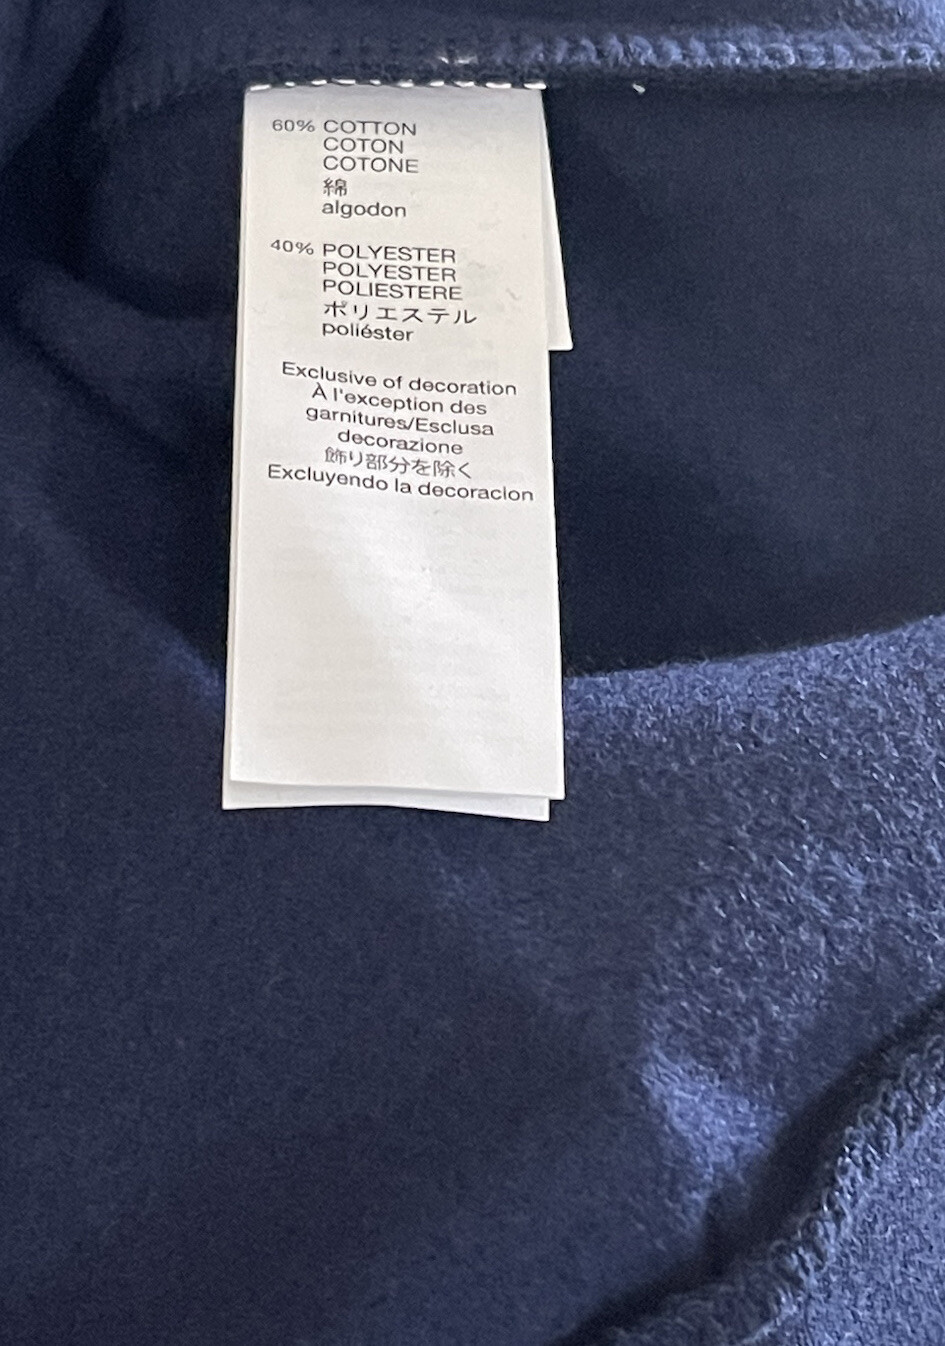 60% COTTON
COTON
COTONE
綿
algodon
40% POLYESTER
POLYESTER
POLIESTERE
ポリエステル
poliéster
Exclusive of decoration
À l'exception des
garnitures/Esclusa
decorazione
飾り部分を除く
Excluyendo la decoracion